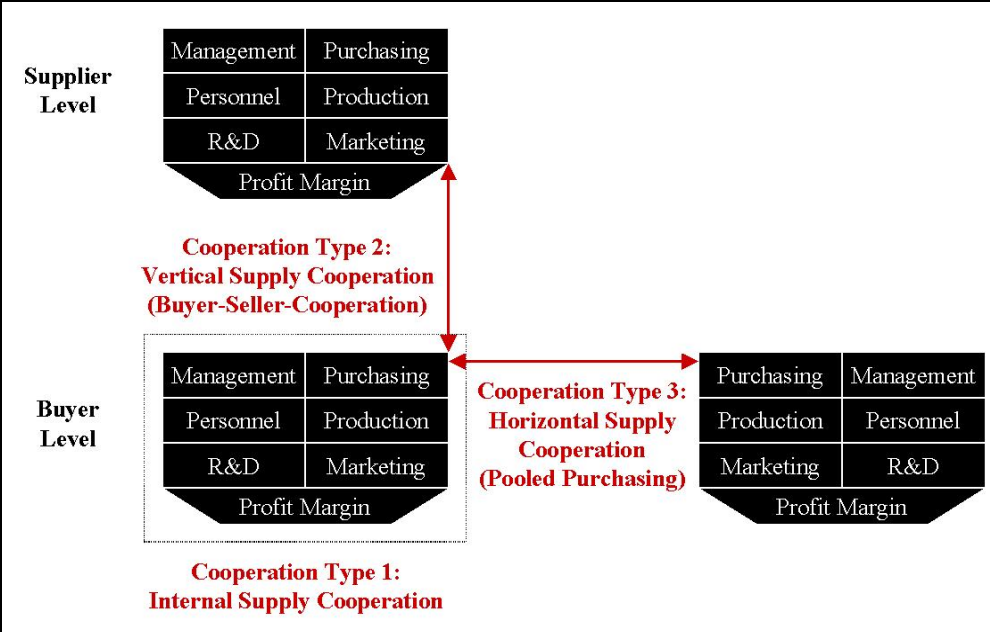 Management Purchasing
Supplier
Level
Personnel Production
R&D Marketing
Profit Margin
Cooperation Type 2:
Vertical Supply Cooperation
(Buyer-Seller-Cooperation)
Buyer
Level
Management Purchasing
Personnel Production
R&D Marketing
Profit Margin
Cooperation Type 3:
Horizontal Supply
Cooperation
(Pooled Purchasing)
Purchasing Management
Production Personnel
Marketing R&D
Profit Margin
Cooperation Type 1:
Internal Supply Cooperation